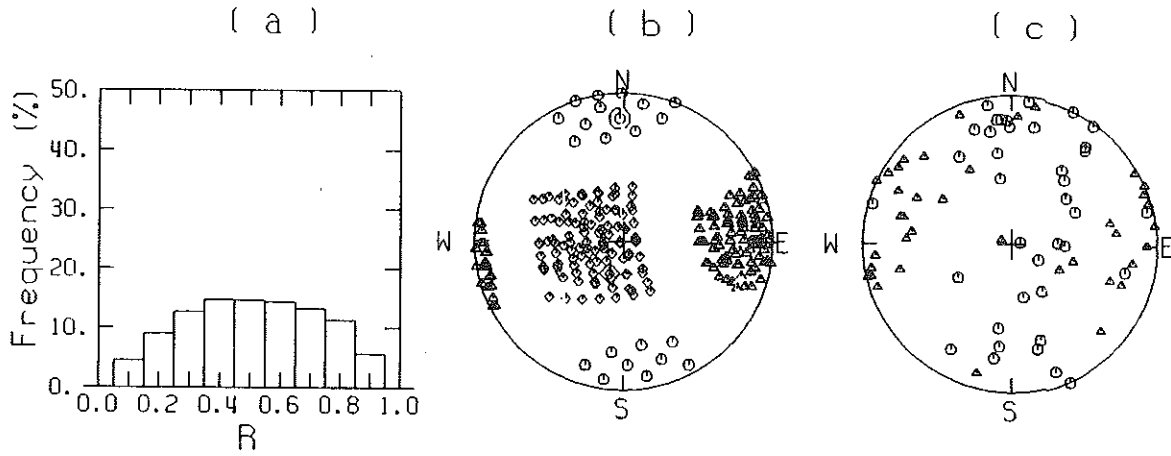 ( a )
( b )
( c )
Frequency (%)
50.
40.
30.
20.
10.
0.
0.0 0.2 0.4 0.6 0.8 1.0
R
N
W
E
S
N
W
E
S